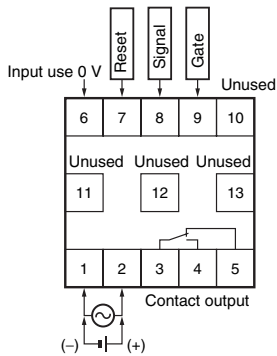 Reset
Signal
Gate
Input use 0 V
Unused
6 7 8 9 10
Unused Unused Unused
11 12 13
1 2 3 4 5
Contact output
(−) (+)